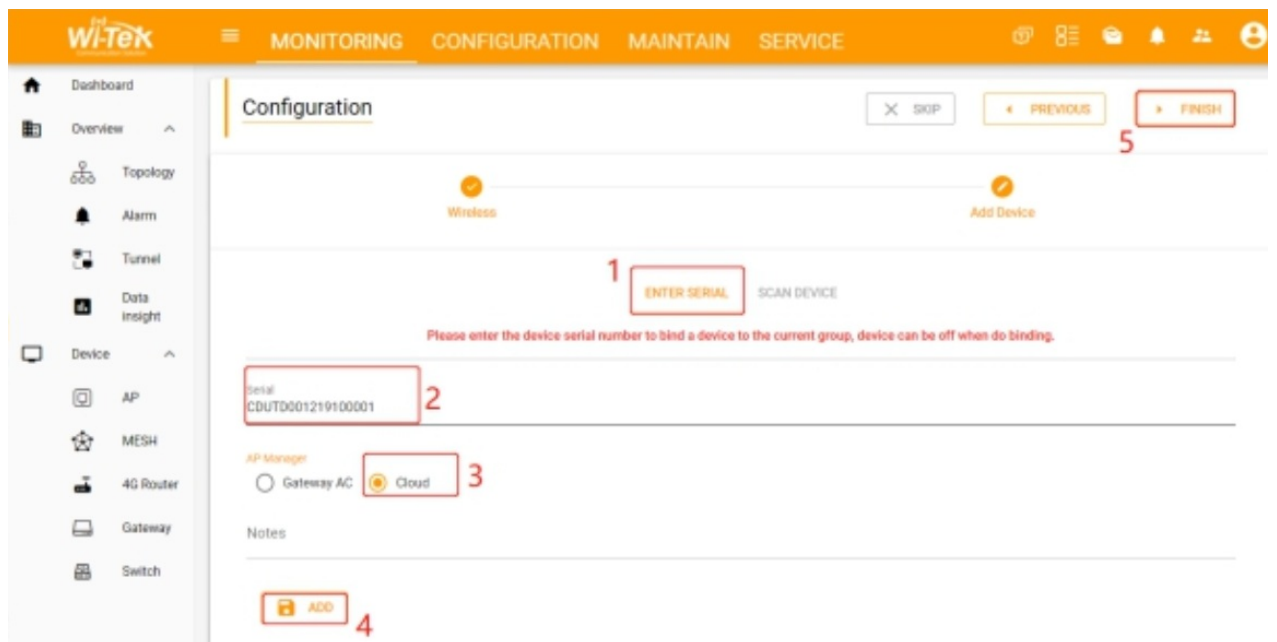 Wi-Tek
MONITORING CONFIGURATION MAINTAIN SERVICE
Dashboard
Overview
Topology
Alarm
Tunnel
Data
insight
Device
AP
MESH
4G Router
Gateway
Switch
Configuration
SKIP
PREVIOUS
FINISH
5
Wireless
Add Device
1
ENTER SERIAL
SCAN DEVICE
Please enter the device serial number to bind a device to the current group, device can be off when do binding.
Serial
CDUTD001219100001
2
AP Manager
Gateway AC
Cloud
3
Notes
ADD
4